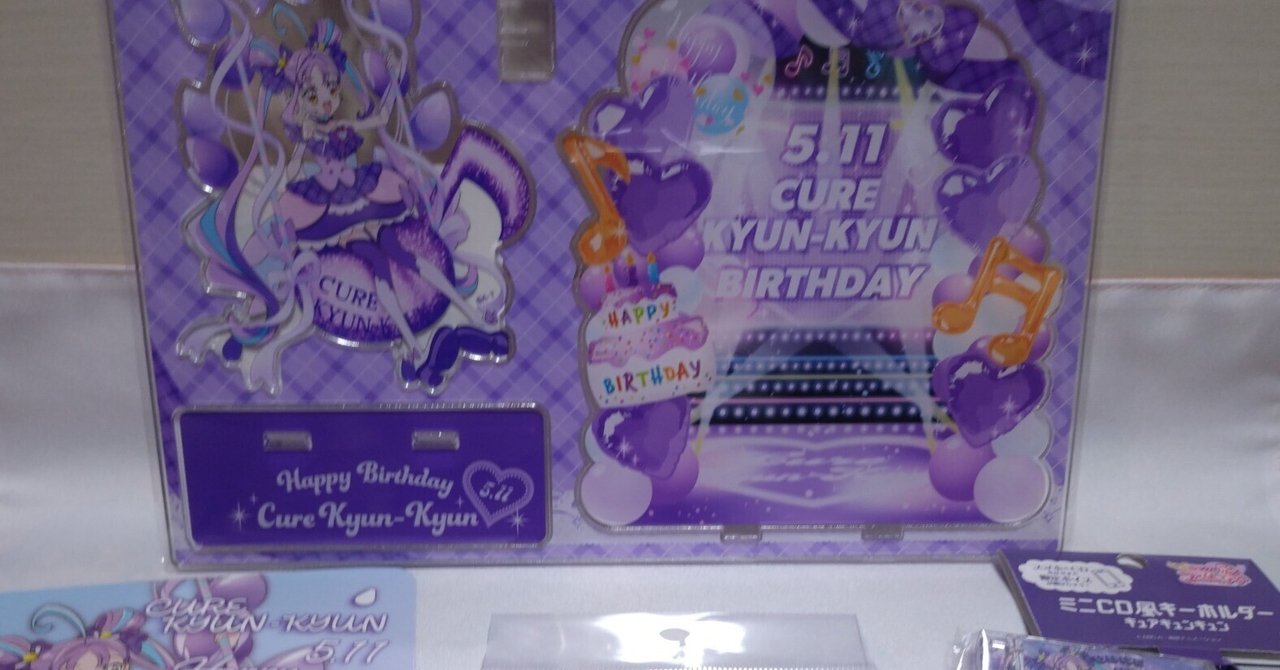 CURE
KYUN-K
5.11
CURE
KYUN-KYUN
BIRTHDAY
HAPPY
BIRTHDAY
Happy Birthday
5.11
Cure Kyun-Kyun
CURE
KYUN-KYUN
5.11
ミニCD風キーホルダー
キュアキュンキュン